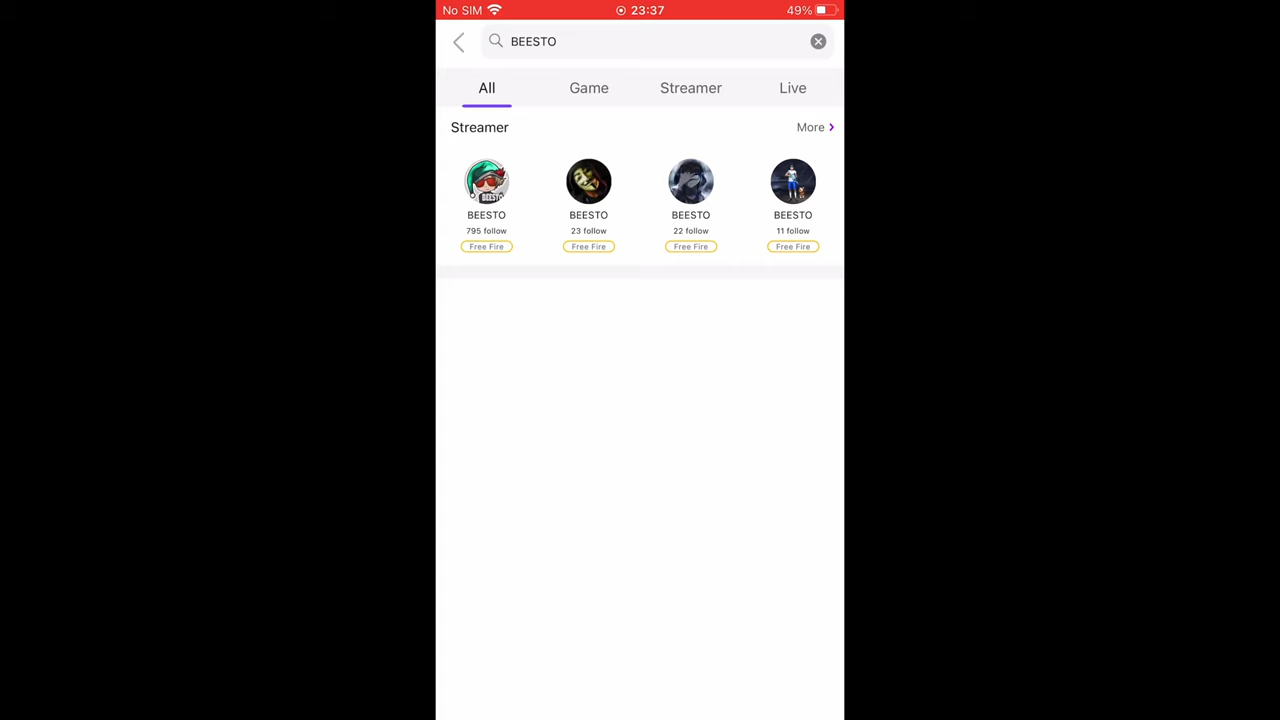 No SIM 23:37 49%
BEESTO
All Game Streamer Live
Streamer More
BEESTO
BEESTO BEESTO BEESTO BEESTO
795 follow 23 follow 22 follow 11 follow
Free Fire Free Fire Free Fire Free Fire